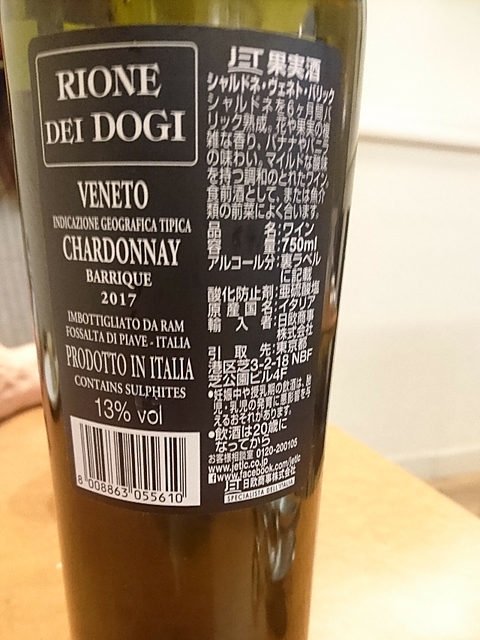 RIONE
DEI DOGI
VENETO
INDICAZIONE GEOGRAFICA TIPICA
CHARDONNAY
BARRIQUE
2017
IMBOTTIGLIATO DA RAM
FOSSALTA DI PIAVE - ITALIA
PRODOTTO IN ITALIA
CONTAINS SULPHITES
13% vol
8 008863 055610
JET 果実酒
シャルドネ・ヴェネト・バリック
シャルドネを6ヶ月間バ
リック熟成。花や果実の複
雑な香り、バナナやバニラ
の味わい。マイルドな酸味
を持つ調和のとれたワイン。
食前酒として、または魚介
類の前菜によく合います。
品 名:ワイン
容 量:750ml
アルコール分:裏ラベル
に記載
酸化防止剤:亜硫酸塩
原産国名:イタリア
輸入者:日欧商事
株式会社
引取先:東京都
港区芝3-2-18 NBF
芝公園ビル4F
•妊娠中や授乳期の飲酒は、胎
児・乳児の発育に悪影響を与
えるおそれがあります。
•飲酒は20歳に
なってから
お客様相談室 0120-200105
www.jetlc.co.jp
www.facebook.com/jetlc
JET 日欧商事株式会社
SPECIALISTA DELL'ITALIA